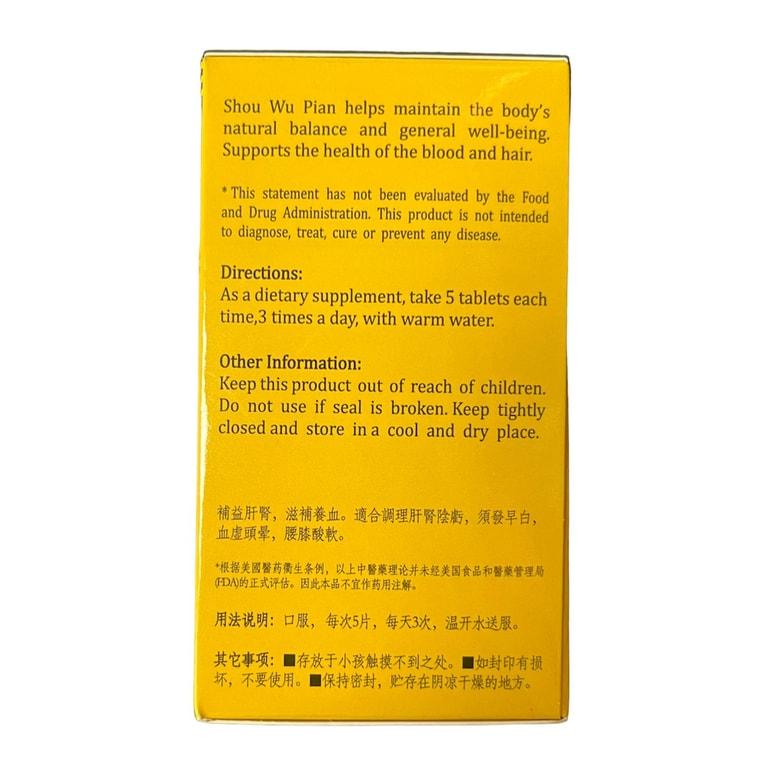 Shou Wu Pian helps maintain the body's
natural balance and general well-being.
Supports the health of the blood and hair.
* This statement has not been evaluated by the Food
and Drug Administration. This product is not intended
to diagnose, treat, cure or prevent any disease.
Directions:
As a dietary supplement, take 5 tablets each
time,3 times a day, with warm water.
Other Information:
Keep this product out of reach of children.
Do not use if seal is broken. Keep tightly
closed and store in a cool and dry place.
補益肝腎，滋補養血。適合調理肝腎陰虧，須發早白，
血虛頭暈，腰膝酸軟。
*根据美國醫药衢生条例，以上中醫藥理论并未经美国食品和醫藥管理局
(FDA)的正式评估。因此本品不宜作药用注解。
用法说明：口服，每次5片，每天3次，温开水送服。
其它事项：■存放于小孩触摸不到之处。■如封印有损
坏，不要使用。■保持密封，贮存在阴凉干燥的地方。